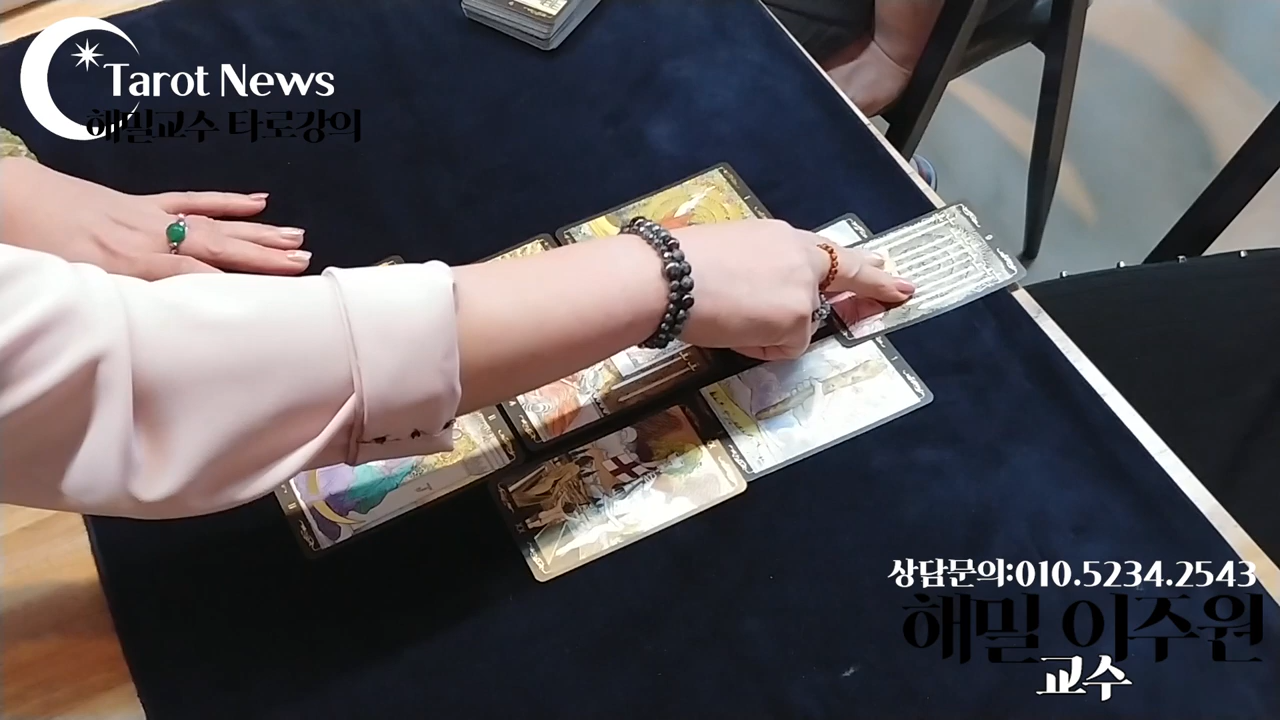 Tarot News
해밀교수 타로강의
상담문의:010.5234.2543
해밀 이주원
교수